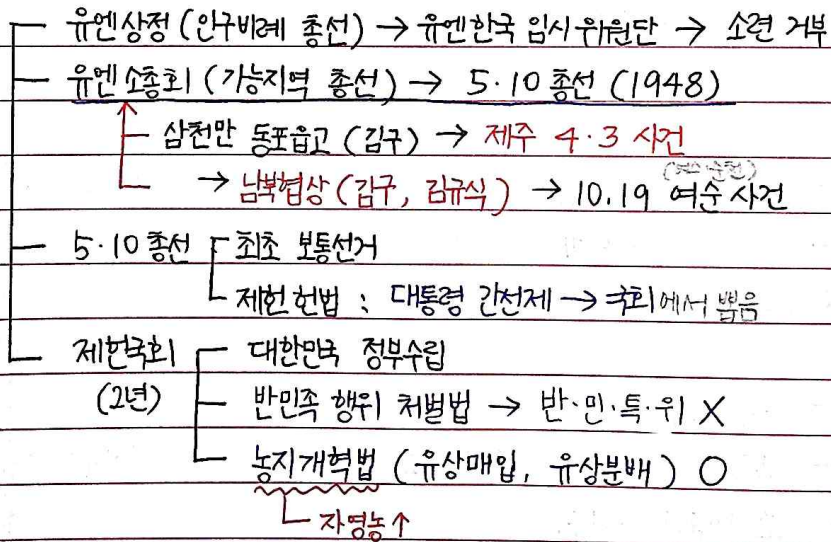 유엔상정 (인구비례 총선) → 유엔한국 임시위원단 → 소련 거부
유엔소총회 (가능지역 총선) → 5·10 총선 (1948)
삼천만 동포읍고 (김구) → 제주 4·3 사건
(여수·순천)
→ 남북협상 (김구, 김규식) → 10.19 여순사건
5·10 총선 최초 보통선거
제헌헌법 : 대통령 간선제 → 국회에서 뽑음
제헌국회 대한민국 정부수립
(2년) 반민족 행위 처벌법 → 반·민·특·위 X
농지개혁법 (유상매입, 유상분배) O
자영농↑